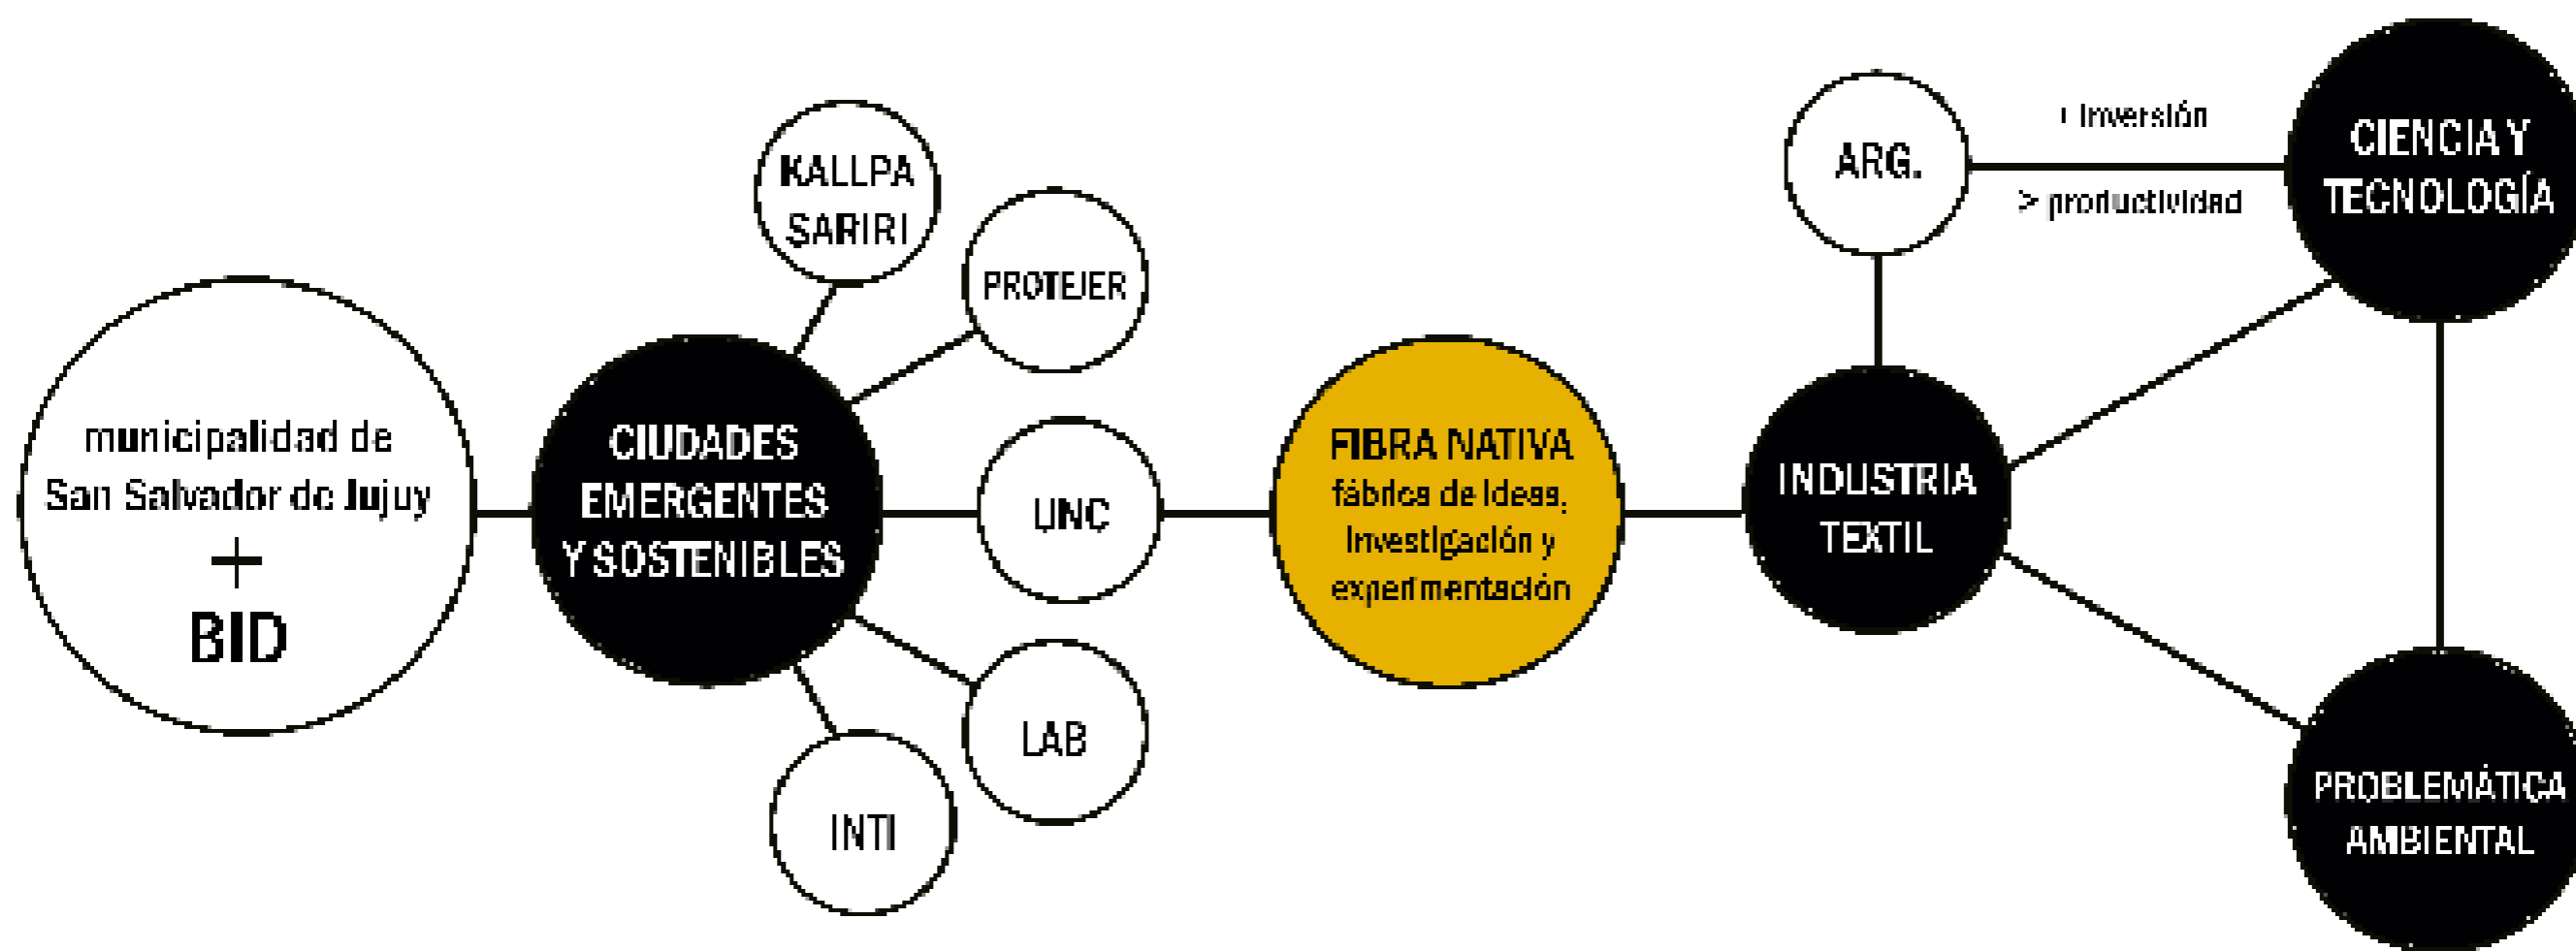 municipalidad de
San Salvador de Jujuy
+
BID
CIUDADES
EMERGENTES
Y SOSTENIBLES
KALLPA
SARIRI
PROTEJER
UNC
LAB
INTI
FIBRA NATIVA
fábrica de ideas,
investigación y
experimentación
INDUSTRIA
TEXTIL
ARG.
+ inversión
> productividad
CIENCIA Y
TECNOLOGÍA
PROBLEMÁTICA
AMBIENTAL